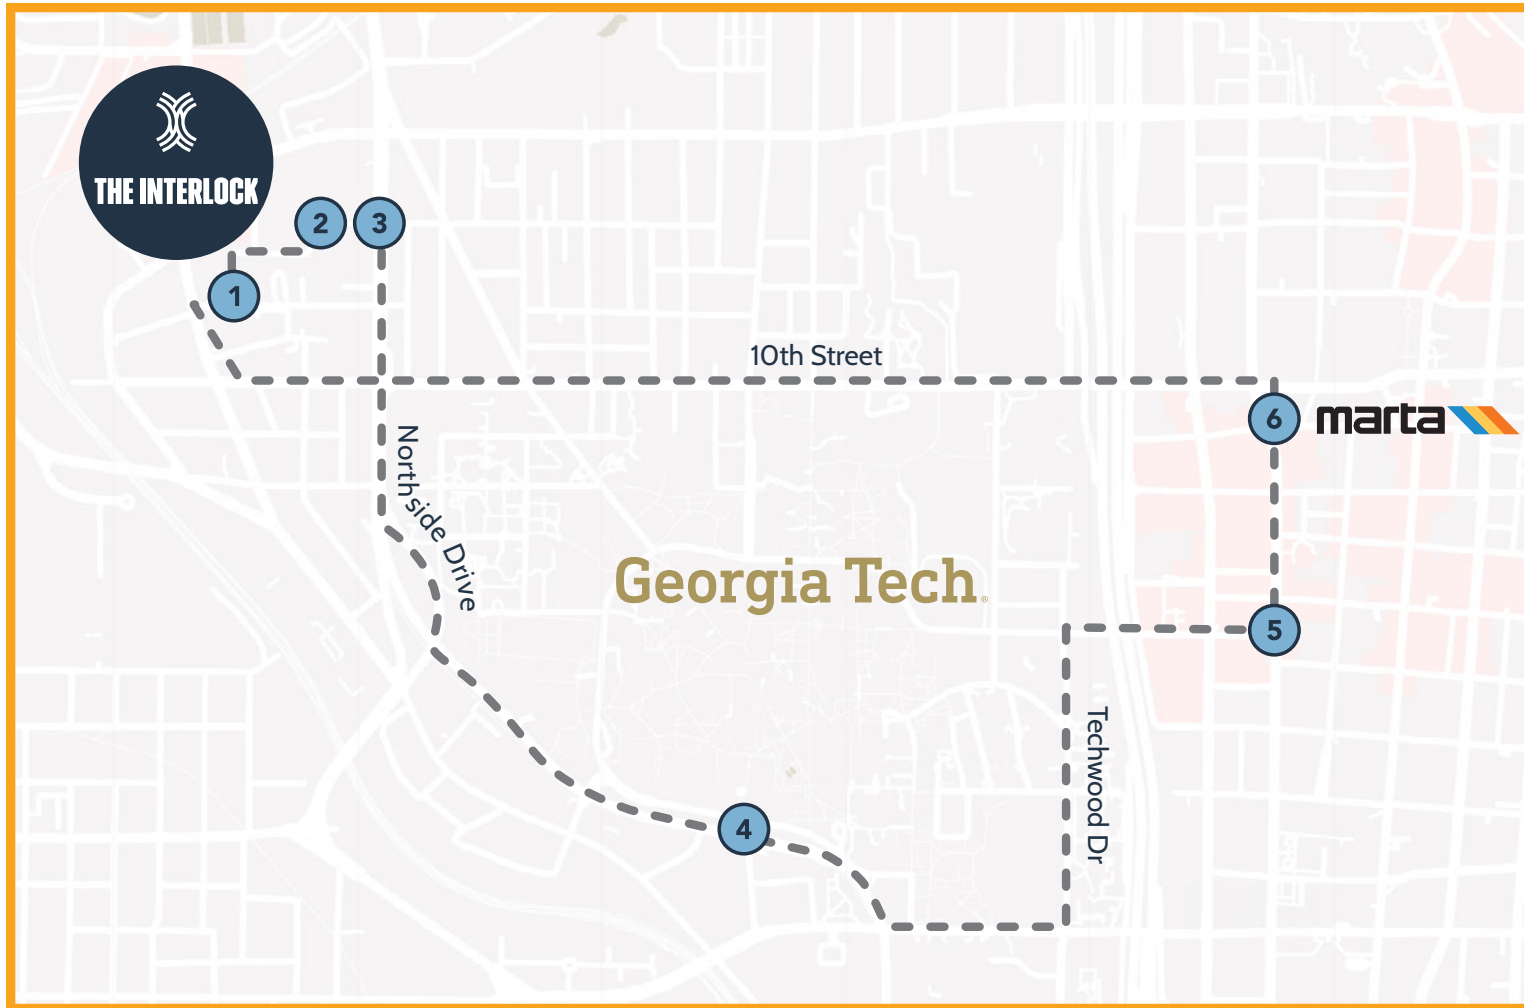 THE INTERLOCK
2
3
1
10th Street
6
marta
Northside Drive
Georgia Tech®
5
Techwood Dr
4